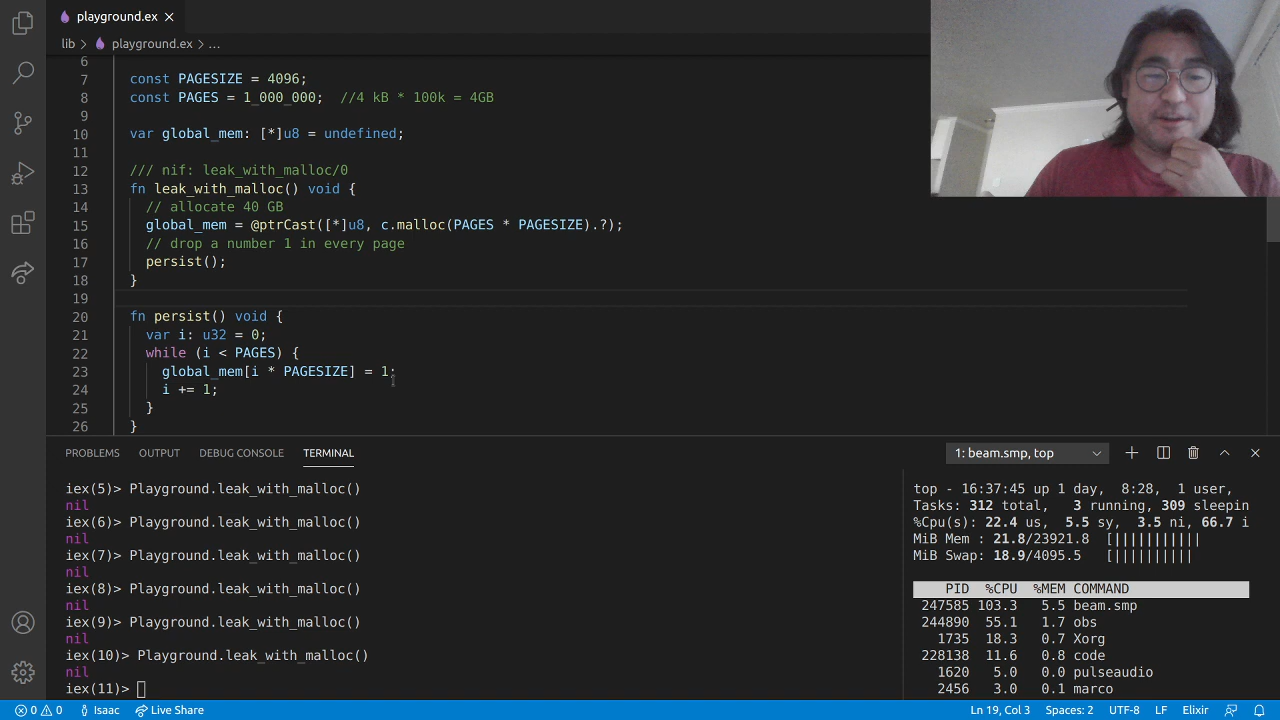 playground.ex
lib playground.ex ...
6
7 const PAGESIZE = 4096;
8 const PAGES = 1_000_000; //4 kB * 100k = 4GB
9
10 var global_mem: [*]u8 = undefined;
11
12 /// nif: leak_with_malloc/0
13 fn leak_with_malloc() void {
14 // allocate 40 GB
15 global_mem = @ptrCast([*]u8, c.malloc(PAGES * PAGESIZE).?);
16 // drop a number 1 in every page
17 persist();
18 }
19
20 fn persist() void {
21 var i: u32 = 0;
22 while (i < PAGES) {
23 global_mem[i * PAGESIZE] = 1;
24 i += 1;
25 }
26 }
PROBLEMS OUTPUT DEBUG CONSOLE TERMINAL 1: beam.smp, top
iex(5)> Playground.leak_with_malloc()
nil
iex(6)> Playground.leak_with_malloc()
nil
iex(7)> Playground.leak_with_malloc()
nil
iex(8)> Playground.leak_with_malloc()
nil
iex(9)> Playground.leak_with_malloc()
nil
iex(10)> Playground.leak_with_malloc()
nil
iex(11)>
top - 16:37:45 up 1 day, 8:28, 1 user,
Tasks: 312 total, 3 running, 309 sleepin
%Cpu(s): 22.4 us, 5.5 sy, 3.5 ni, 66.7 i
MiB Mem : 21.8/23921.8 [|||||||||||
MiB Swap: 18.9/4095.5 [||||||||||
PID %CPU %MEM COMMAND
247585 103.3 5.5 beam.smp
244890 55.1 1.7 obs
1735 18.3 0.7 Xorg
228138 11.6 0.8 code
1620 5.0 0.0 pulseaudio
2456 3.0 0.1 marco
0 0 Isaac Live Share Ln 19, Col 3 Spaces: 2 UTF-8 LF Elixir